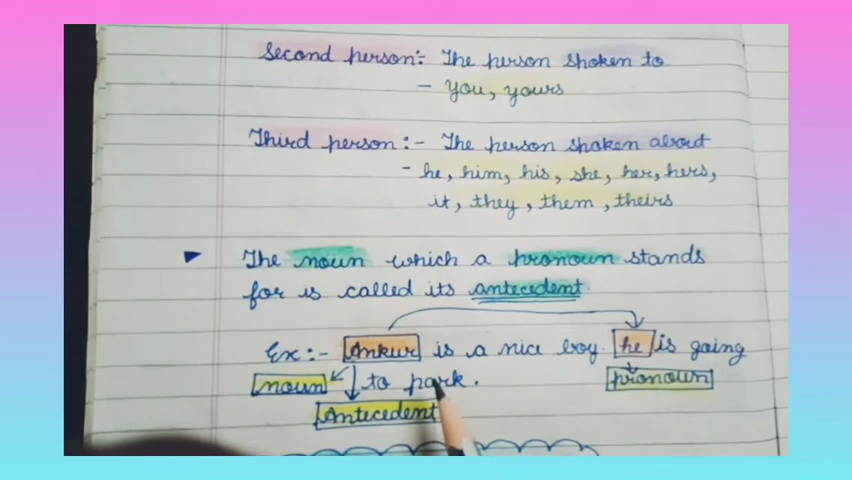 Second person:- The person spoken to
- you, yours
Third person :- The person spoken about
- he, him, his, she, her, hers,
it, they, them, theirs
► The noun which a pronoun stands
for is called its antecedent.
Ex:- Ankur is a nice boy. he is going
noun to park. pronoun
Antecedent